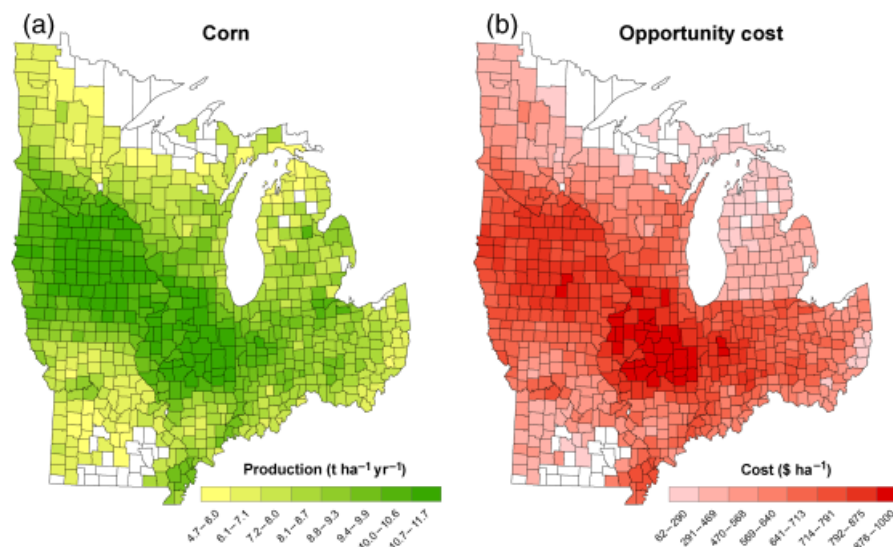 (a)
Corn
Production (t ha⁻¹ yr⁻¹)
4.7–6.0
6.1–7.1
7.2–8.0
8.1–8.7
8.8–9.3
9.4–9.9
10.0–10.6
10.7–11.7
(b)
Opportunity cost
Cost ($ ha⁻¹)
62–290
291–469
470–568
569–640
641–713
714–791
792–875
876–1000